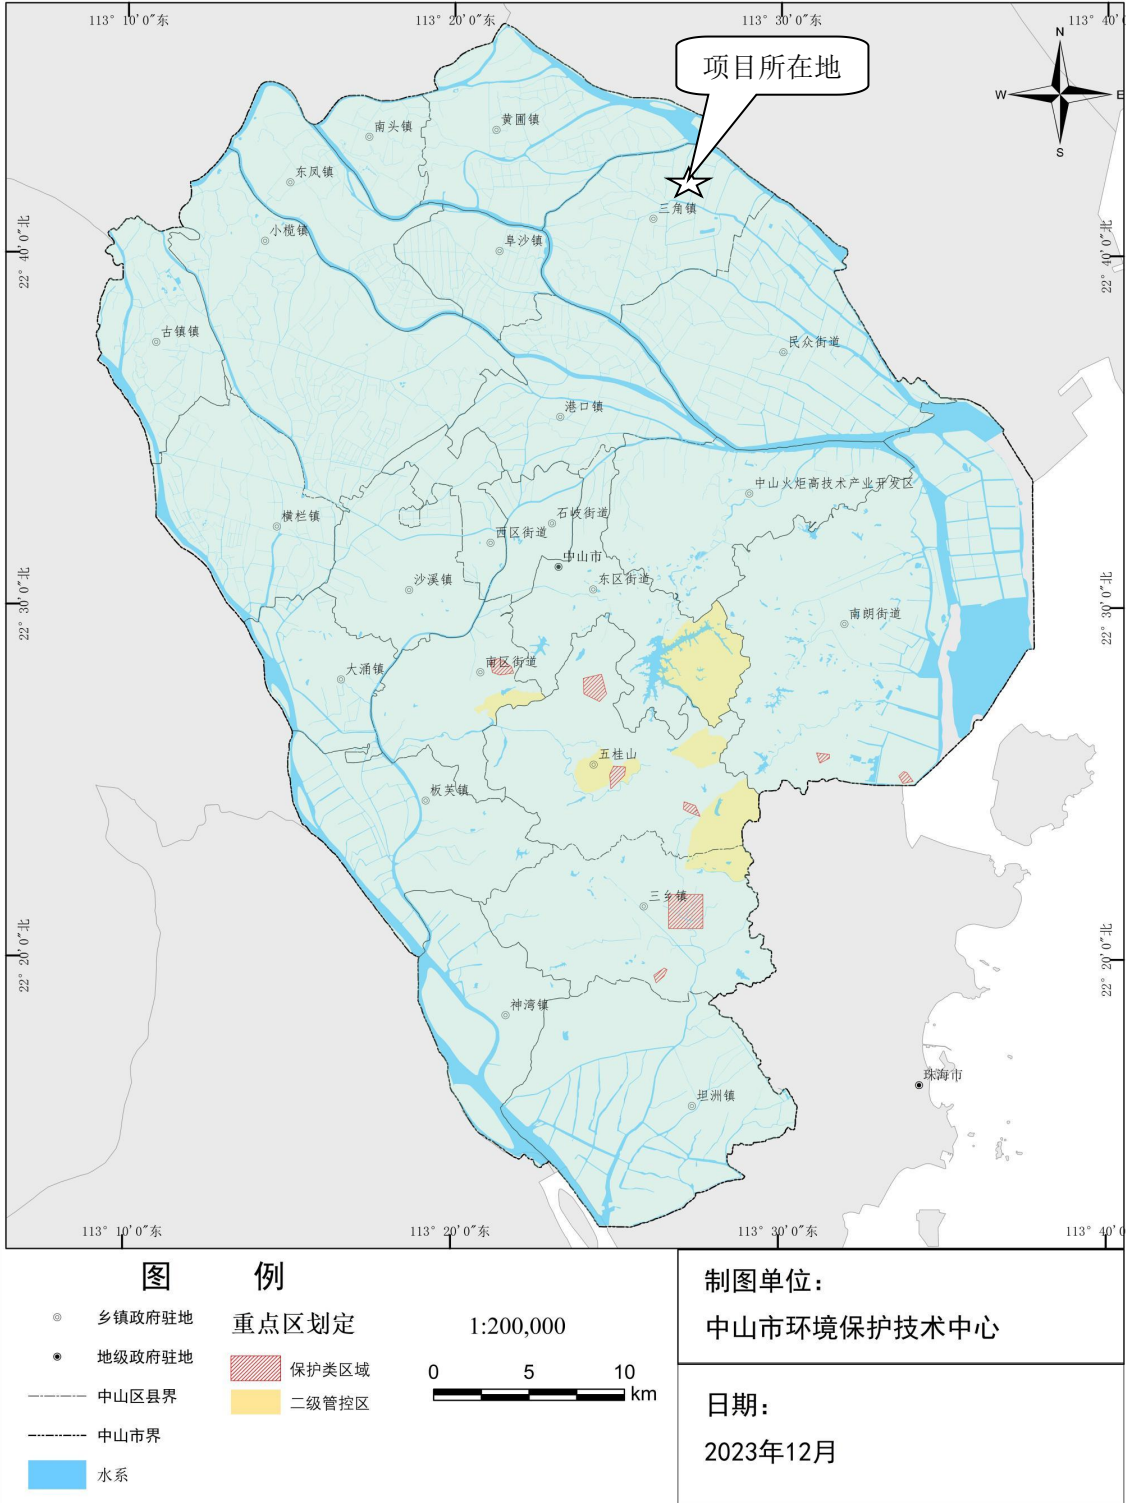 113° 10′0″东
113° 20′0″东
113° 30′0″东
113° 40′0
项目所在地
N
W
E
S
南头镇
黄圃镇
东凤镇
三角镇
小榄镇
阜沙镇
22° 40′0″北
22° 40′0″北
古镇镇
民众街道
港口镇
中山火炬高技术产业开发区
横栏镇
石岐街道
西区街道
中山市
沙溪镇
东区街道
22° 30′0″北
22° 30′0″北
南朗街道
大涌镇
南区街道
五桂山
板芙镇
三乡镇
22° 20′0″北
22° 20′0″北
神湾镇
珠海市
坦洲镇
113° 10′0″东
113° 20′0″东
113° 30′0″东
113° 40′0
图 例
乡镇政府驻地
地级政府驻地
中山区县界
中山市界
水系
重点区划定
保护类区域
二级管控区
1:200,000
0 5 10
km
制图单位：
中山市环境保护技术中心
日期：
2023年12月